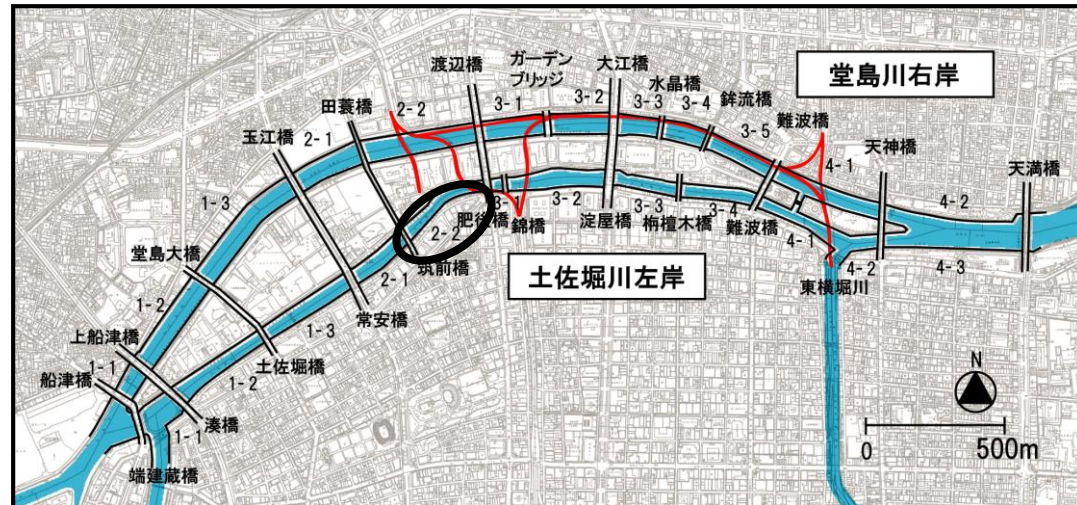 堂島川右岸
渡辺橋
ガーデン
ブリッジ
大江橋
水晶橋
鉾流橋
難波橋
天神橋
天満橋
田蓑橋
玉江橋
堂島大橋
上船津橋
船津橋
1-1
1-2
1-3
2-1
2-2
3-1
3-2
3-3
3-4
3-5
4-1
4-2
土佐堀川左岸
端建蔵橋
湊橋
土佐堀橋
常安橋
筑前橋
肥後橋
錦橋
淀屋橋
栴檀木橋
難波橋
東横堀川
1-1
1-2
1-3
2-1
2-2
3-1
3-2
3-3
3-4
4-1
4-2
4-3
N
0
500m